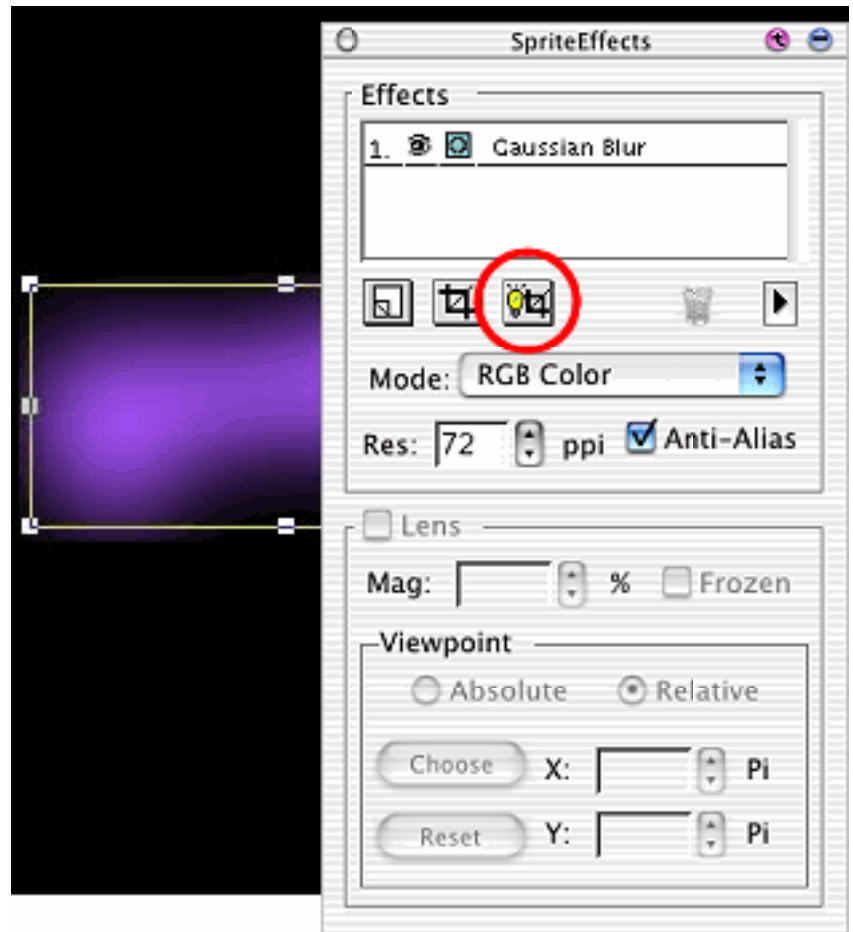 SpriteEffects
Effects
1. Gaussian Blur
Mode: RGB Color
Res: 72 ppi Anti-Alias
Lens
Mag: % Frozen
Viewpoint
Absolute Relative
Choose X: Pi
Reset Y: Pi